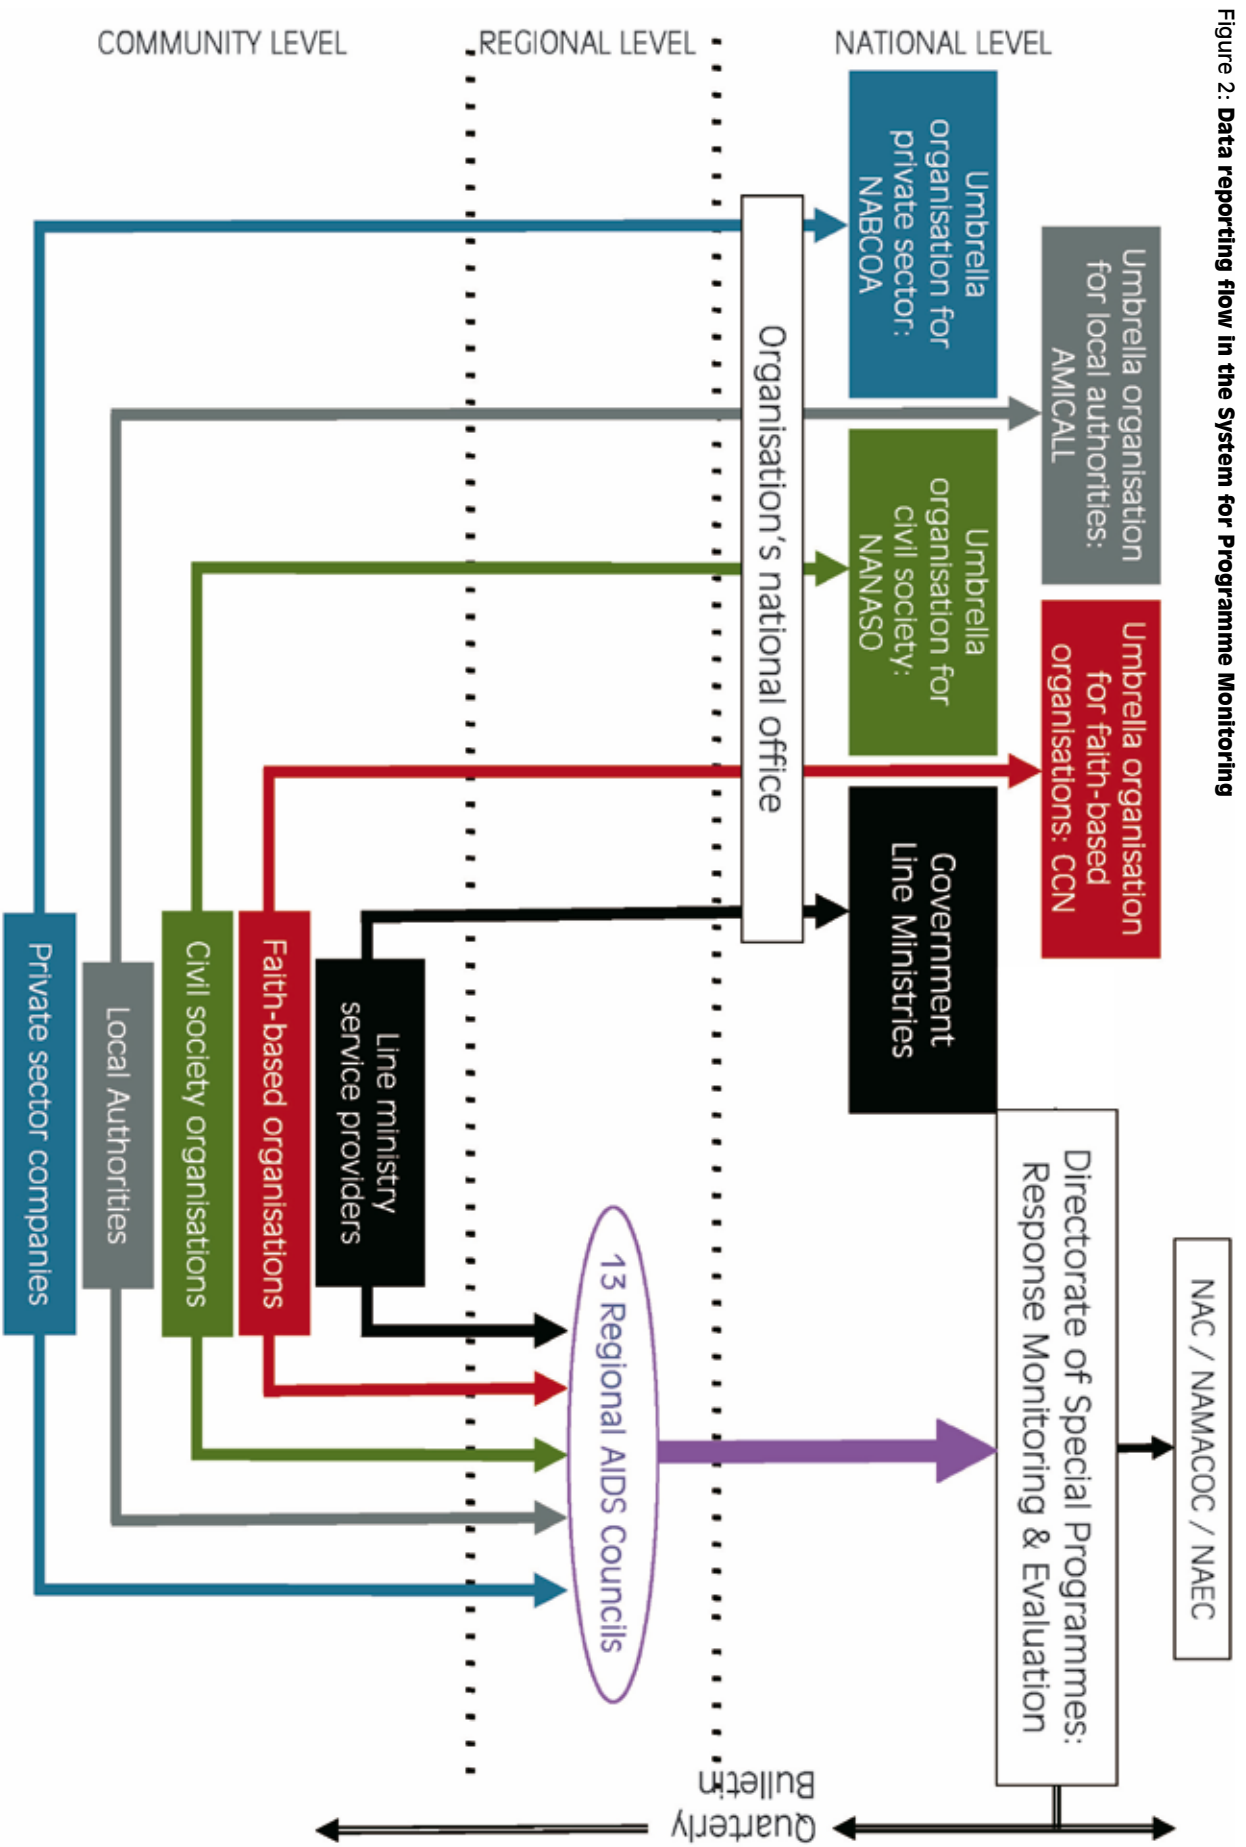 Figure 2: Data reporting flow in the System for Programme Monitoring
NATIONAL LEVEL
REGIONAL LEVEL
COMMUNITY LEVEL
NAC / NAMACOC / NAEC
Umbrella organisation
for local authorities:
AMICALL
Umbrella organisation
for faith-based
organisations: CCN
Directorate of Special Programmes:
Response Monitoring & Evaluation
Umbrella
organisation for
private sector:
NABCOA
Umbrella
organisation for
civil society:
NANASO
Government
Line Ministries
Organisation's national office
Quarterly
Bulletin
13 Regional AIDS Councils
Line ministry
service providers
Faith-based organisations
Civil society organisations
Local Authorities
Private sector companies